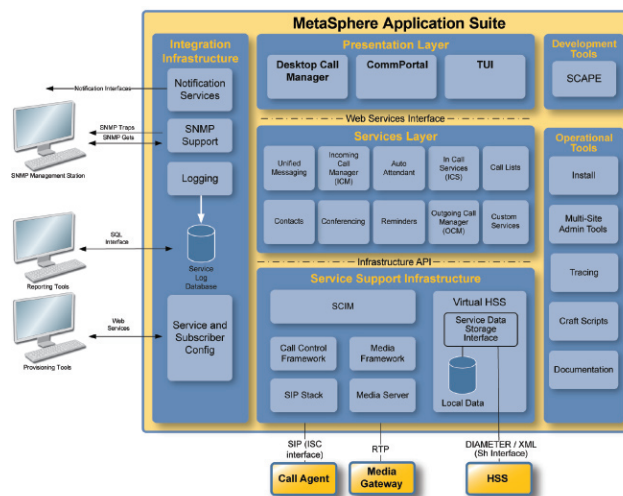 MetaSphere Application Suite
Integration
Infrastructure
Notification
Services
SNMP
Support
Logging
Service
Log
Database
Service and
Subscriber
Config
Notification Interfaces
SNMP Traps
SNMP Gets
SNMP Management Station
SQL
Interface
Reporting Tools
Web
Services
Provisioning Tools
Presentation Layer
Desktop Call
Manager
CommPortal
TUI
Web Services Interface
Services Layer
Unified
Messaging
Incoming
Call
Manager
(ICM)
Auto
Attendant
In Call
Services
(ICS)
Call Lists
Contacts
Conferencing
Reminders
Outgoing Call
Manager
(OCM)
Custom
Services
Infrastructure API
Service Support Infrastructure
SCIM
Call Control
Framework
Media
Framework
SIP Stack
Media Server
Virtual HSS
Service Data
Storage
Interface
Local Data
Development
Tools
SCAPE
Operational
Tools
Install
Multi-Site
Admin Tools
Tracing
Craft Scripts
Documentation
SIP (ISC
interface)
RTP
DIAMETER / XML
(Sh Interface)
Call Agent
Media
Gateway
HSS